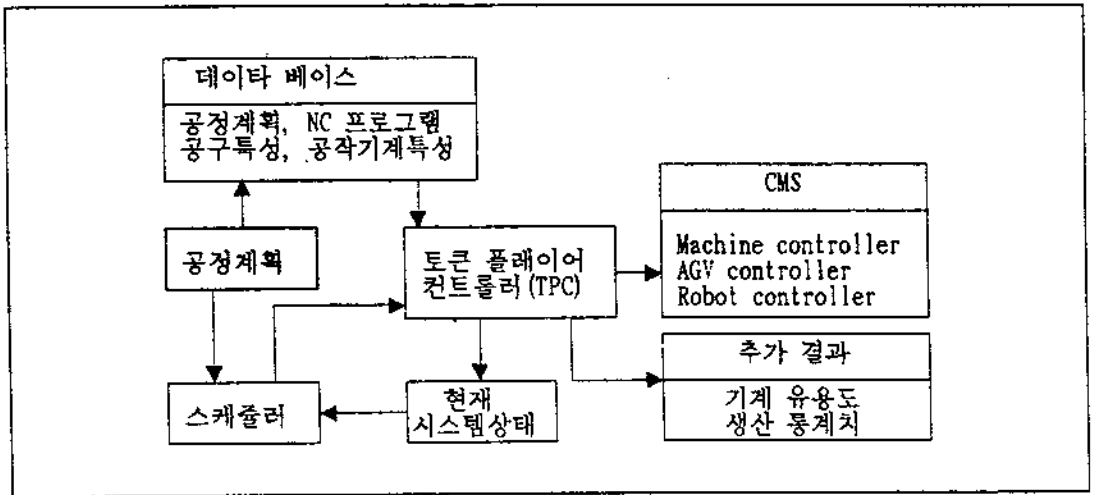 데이타 베이스
공정계획, NC 프로그램
공구특성, 공작기계특성
CMS
Machine controller
AGV controller
Robot controller
공정계획
토큰 플레이어
컨트롤러(TPC)
추가 결과
기계 유용도
생산 통계치
스케쥴러
현재
시스템상태